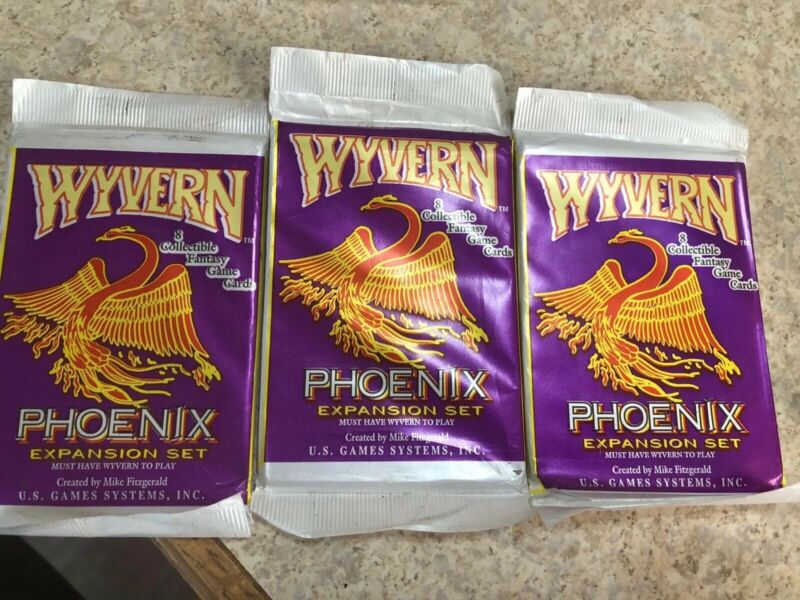 WYVERN
TM
8
Collectible
Fantasy
Game
Cards
PHOENIX
EXPANSION SET
MUST HAVE WYVERN TO PLAY
Created by Mike Fitzgerald
U.S. GAMES SYSTEMS, INC.
WYVERN
TM
8
Collectible
Fantasy
Game
Cards
PHOENIX
EXPANSION SET
MUST HAVE WYVERN TO PLAY
Created by Mike Fitzgerald
U.S. GAMES SYSTEMS, INC.
WYVERN
TM
8
Collectible
Fantasy
Game
Cards
PHOENIX
EXPANSION SET
MUST HAVE WYVERN TO PLAY
Created by Mike Fitzgerald
U.S. GAMES SYSTEMS, INC.